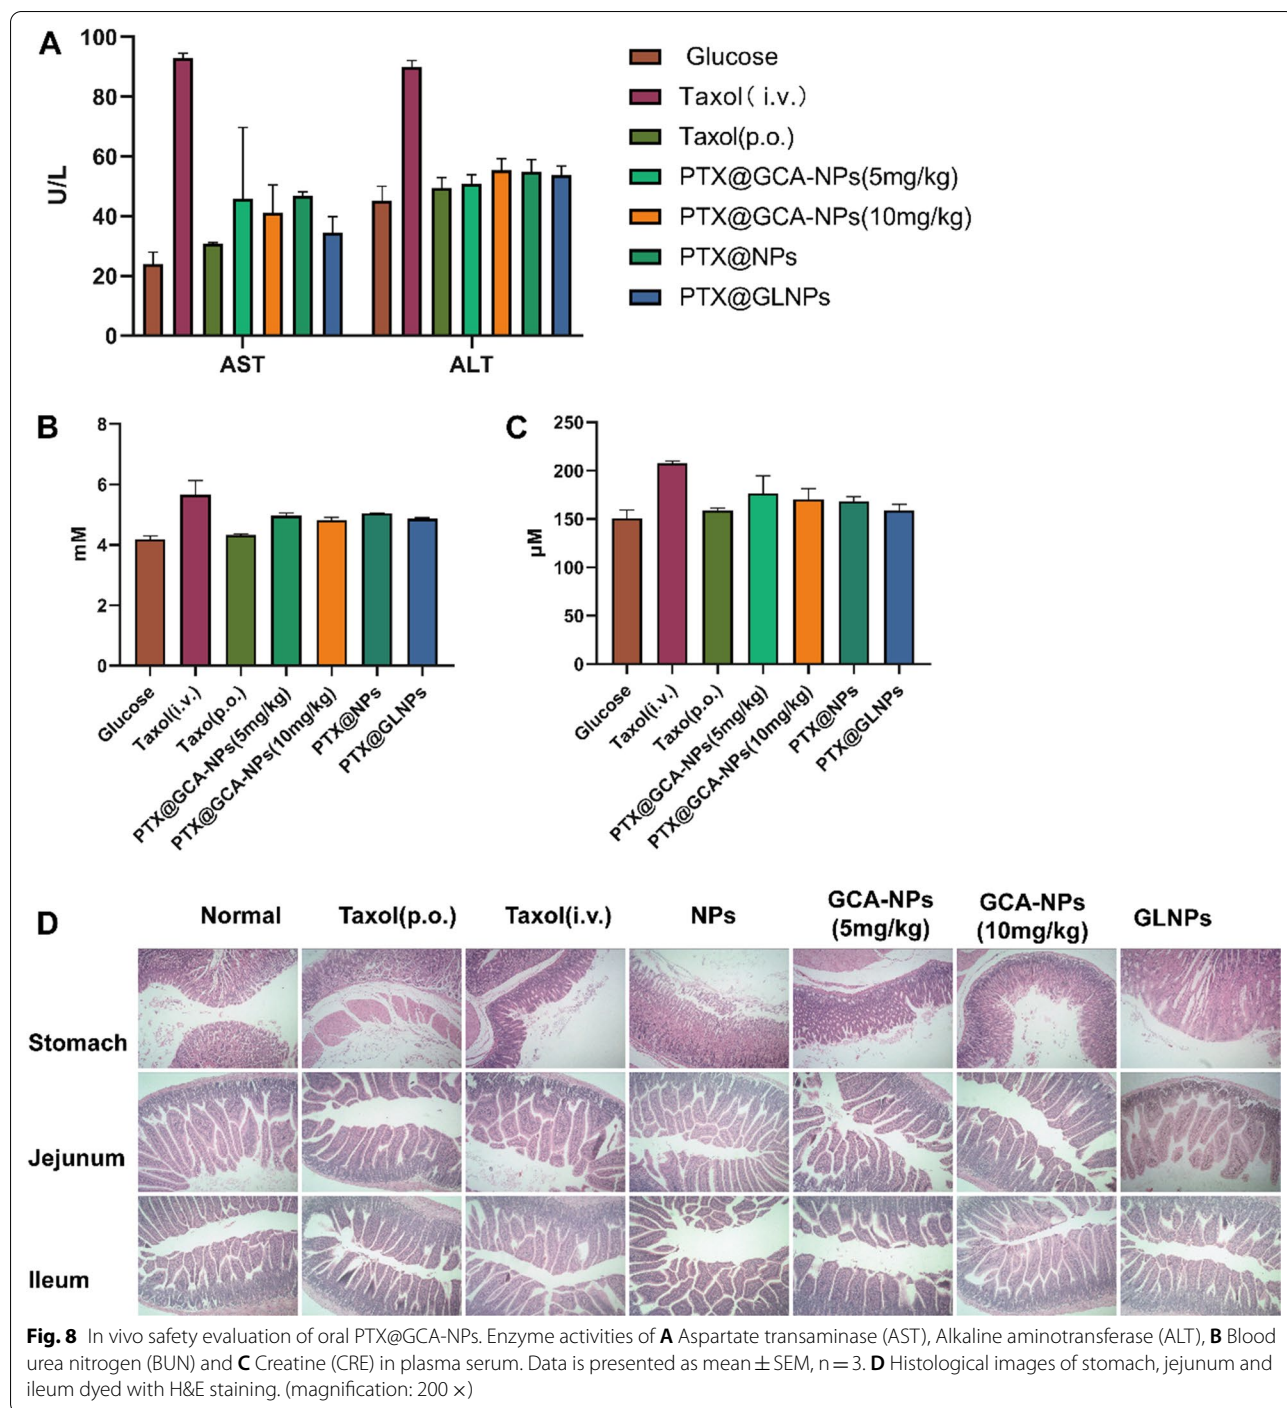 A
100
80
60
40
20
0
U/L
AST
ALT
Glucose
Taxol( i.v.)
Taxol(p.o.)
PTX@GCA-NPs(5mg/kg)
PTX@GCA-NPs(10mg/kg)
PTX@NPs
PTX@GLNPs
B
8
6
4
2
0
mM
Glucose
Taxol(i.v.)
Taxo(p.o.)
PTX@GCA-NPs(5mg/kg)
PTX@GCA-NPs(10mg/kg)
PTX@NPs
PTX@GLNPs
C
250
200
150
100
50
0
μM
Glucose
Taxol(i.v.)
Taxo(p.o.)
PTX@GCA-NPs(5mg/kg)
PTX@GCA-NPs(10mg/kg)
PTX@NPs
PTX@GLNPs
D
Normal
Taxol(p.o.)
Taxol(i.v.)
NPs
GCA-NPs
(5mg/kg)
GCA-NPs
(10mg/kg)
GLNPs
Stomach
Jejunum
Ileum
Fig. 8 In vivo safety evaluation of oral PTX@GCA-NPs. Enzyme activities of A Aspartate transaminase (AST), Alkaline aminotransferase (ALT), B Blood
urea nitrogen (BUN) and C Creatine (CRE) in plasma serum. Data is presented as mean ± SEM, n = 3. D Histological images of stomach, jejunum and
ileum dyed with H&E staining. (magnification: 200 ×)